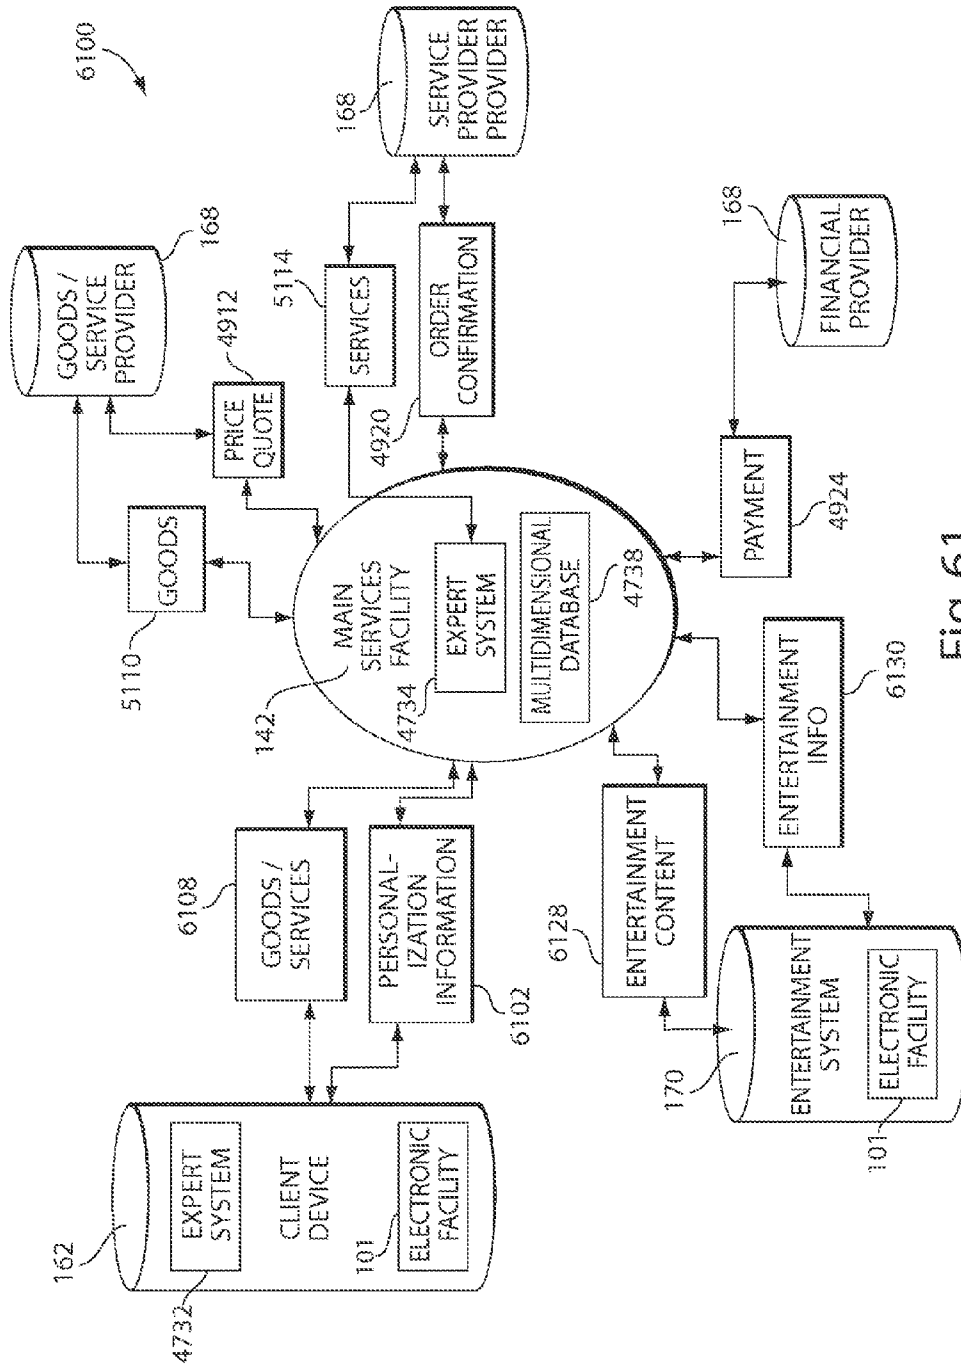 6100
162
EXPERT
SYSTEM
4732
CLIENT
DEVICE
101
ELECTRONIC
FACILITY
6108
GOODS /
SERVICES
PERSONAL-
IZATION
INFORMATION
6102
5110
GOODS
GOODS /
SERVICE
PROVIDER
168
4912
PRICE
QUOTE
142
MAIN
SERVICES
FACILITY
4734
EXPERT
SYSTEM
MULTIDIMENSIONAL
DATABASE
4738
5114
SERVICES
4920
ORDER
CONFIRMATION
168
SERVICE
PROVIDER
PROVIDER
6128
ENTERTAINMENT
CONTENT
170
ENTERTAINMENT
SYSTEM
101
ELECTRONIC
FACILITY
ENTERTAINMENT
INFO
6130
PAYMENT
4924
168
FINANCIAL
PROVIDER
Fig. 61